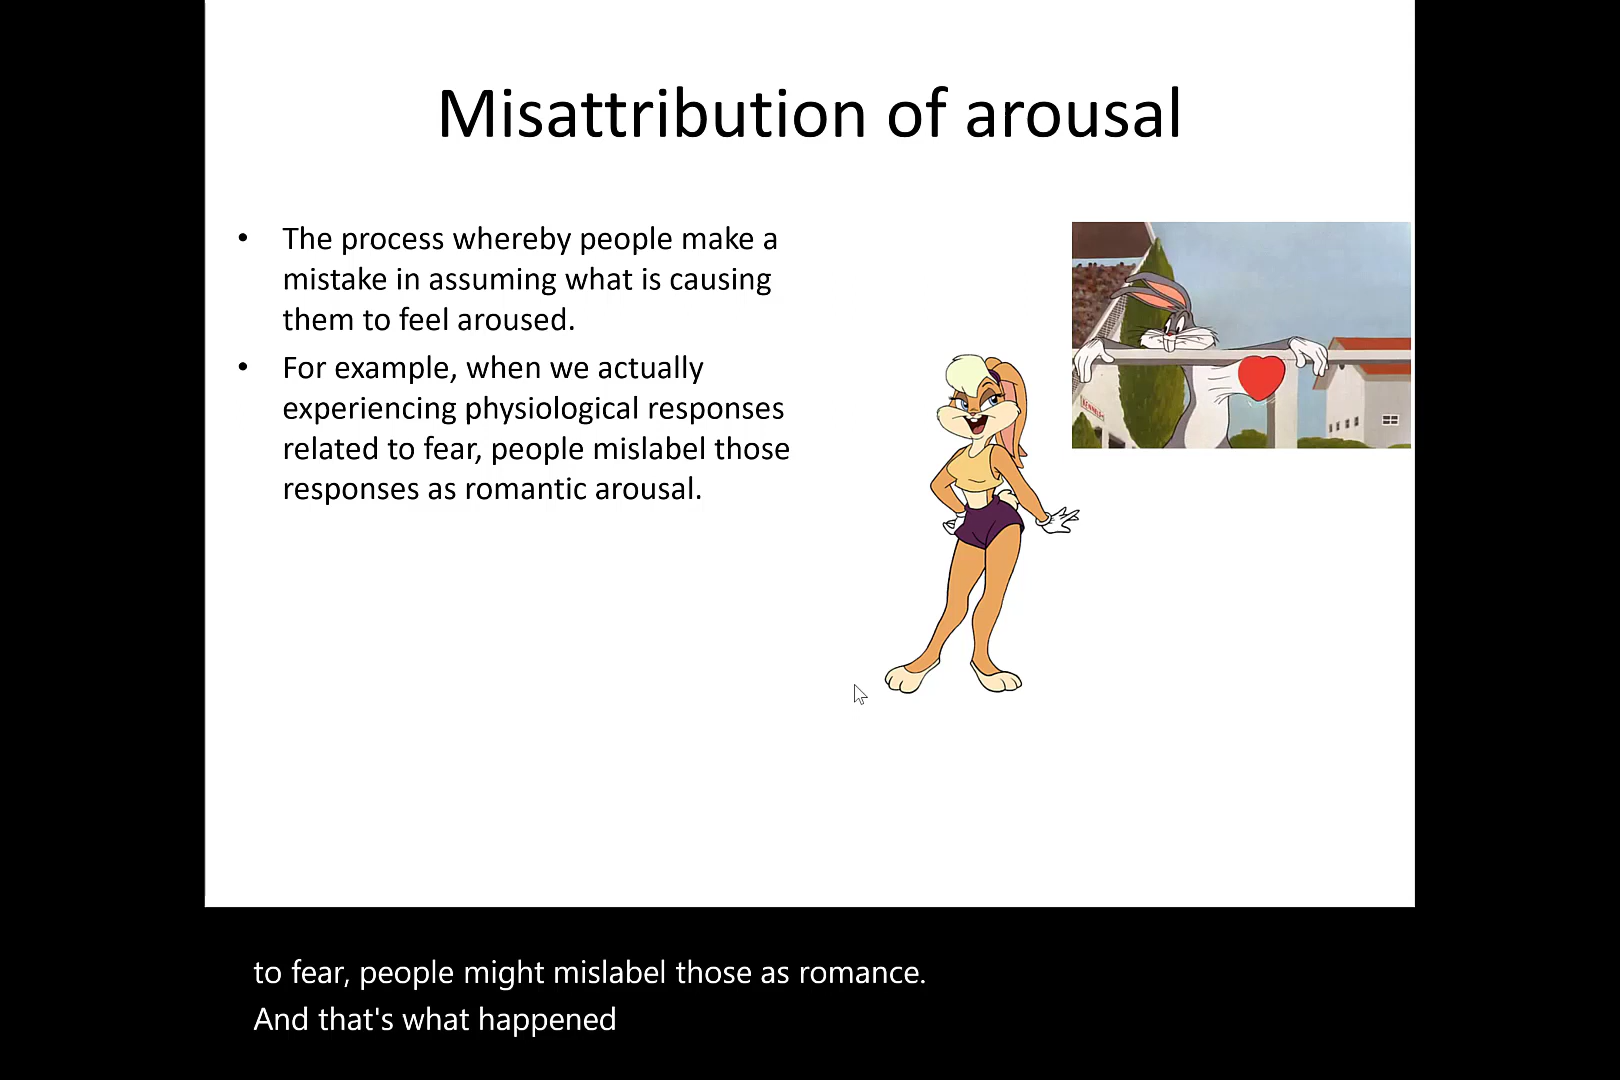 Misattribution of arousal
• The process whereby people make a
mistake in assuming what is causing
them to feel aroused.
• For example, when we actually
experiencing physiological responses
related to fear, people mislabel those
responses as romantic arousal.
to fear, people might mislabel those as romance.
And that's what happened